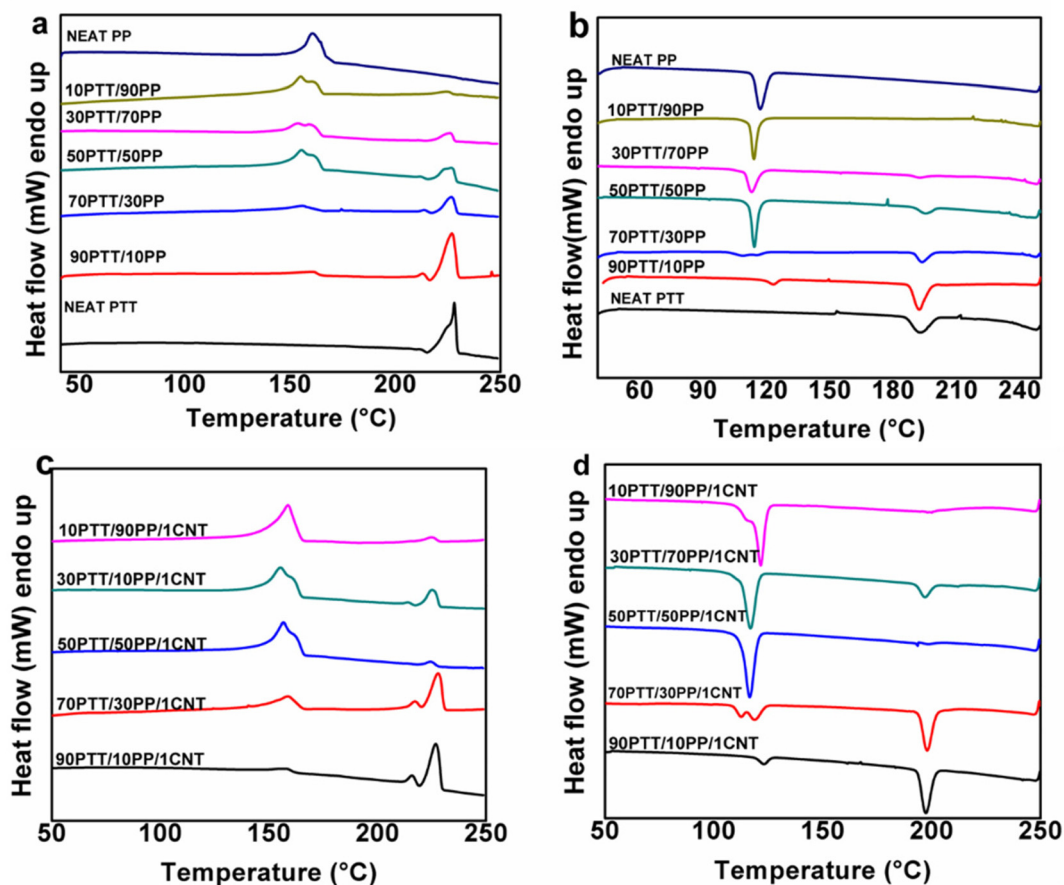 a
NEAT PP
10PTT/90PP
30PTT/70PP
50PTT/50PP
70PTT/30PP
90PTT/10PP
NEAT PTT
Heat flow (mW) endo up
50 100 150 200 250
Temperature (°C)
b
NEAT PP
10PTT/90PP
30PTT/70PP
50PTT/50PP
70PTT/30PP
90PTT/10PP
NEAT PTT
Heat flow(mW) endo up
60 90 120 150 180 210 240
Temperature (°C)
c
10PTT/90PP/1CNT
30PTT/10PP/1CNT
50PTT/50PP/1CNT
70PTT/30PP/1CNT
90PTT/10PP/1CNT
Heat flow (mW) endo up
50 100 150 200 250
Temperature (°C)
d
10PTT/90PP/1CNT
30PTT/70PP/1CNT
50PTT/50PP/1CNT
70PTT/30PP/1CNT
90PTT/10PP/1CNT
Heat flow (mW) endo up
50 100 150 200 250
Temperature (°C)